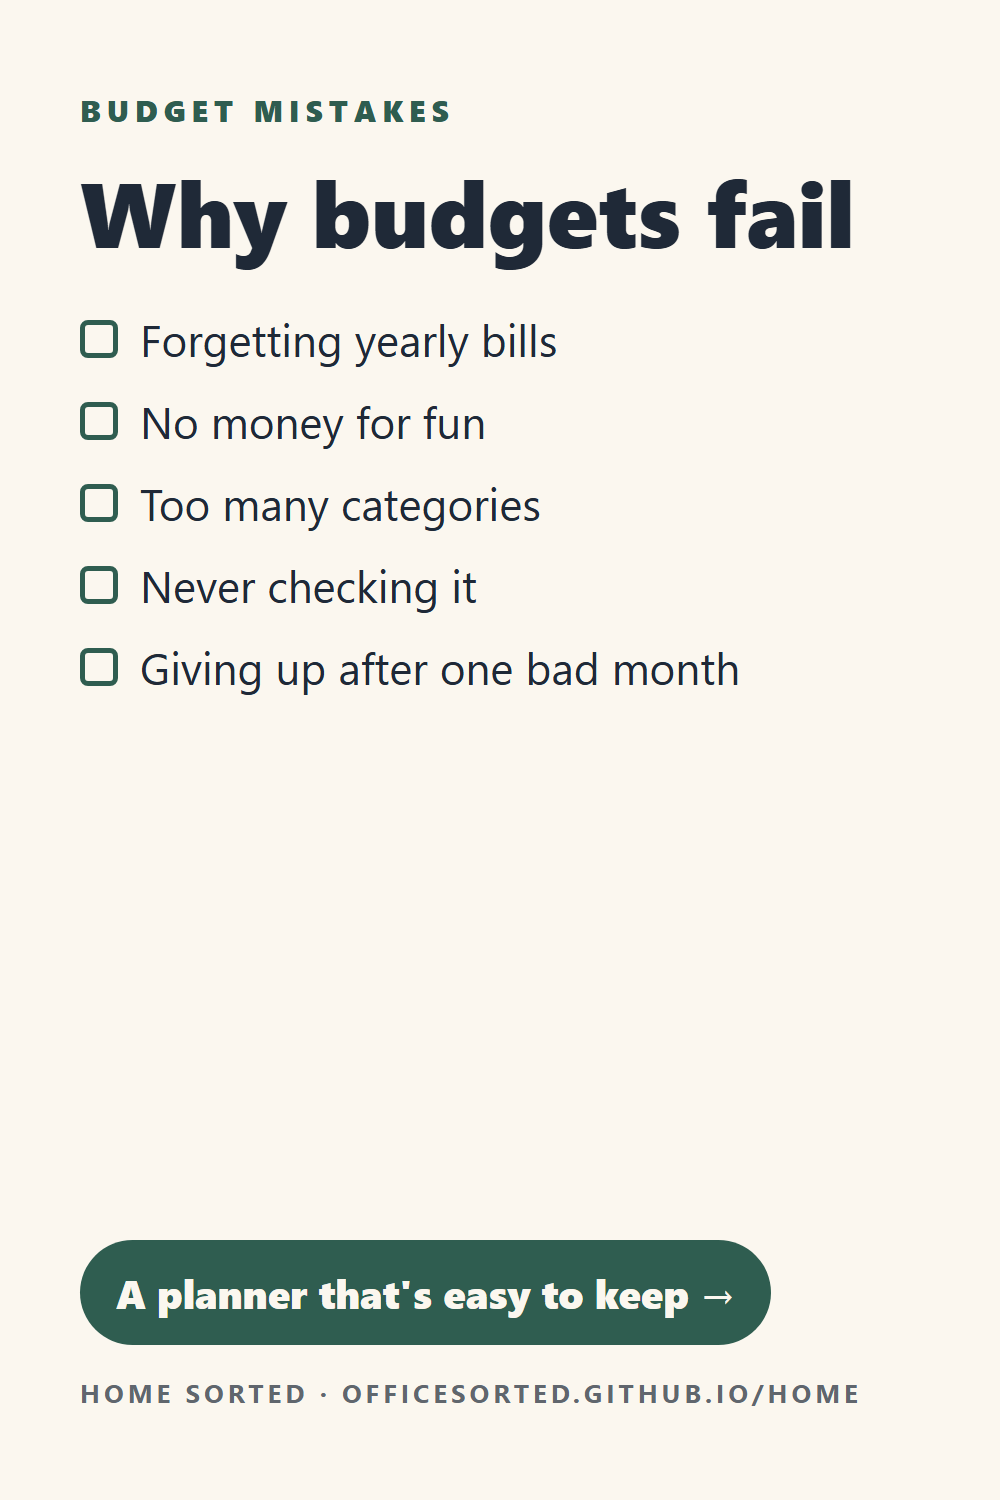 BUDGET MISTAKES
Why budgets fail
Forgetting yearly bills
No money for fun
Too many categories
Never checking it
Giving up after one bad month
A planner that's easy to keep →
HOME SORTED · OFFICESORTED.GITHUB.IO/HOME